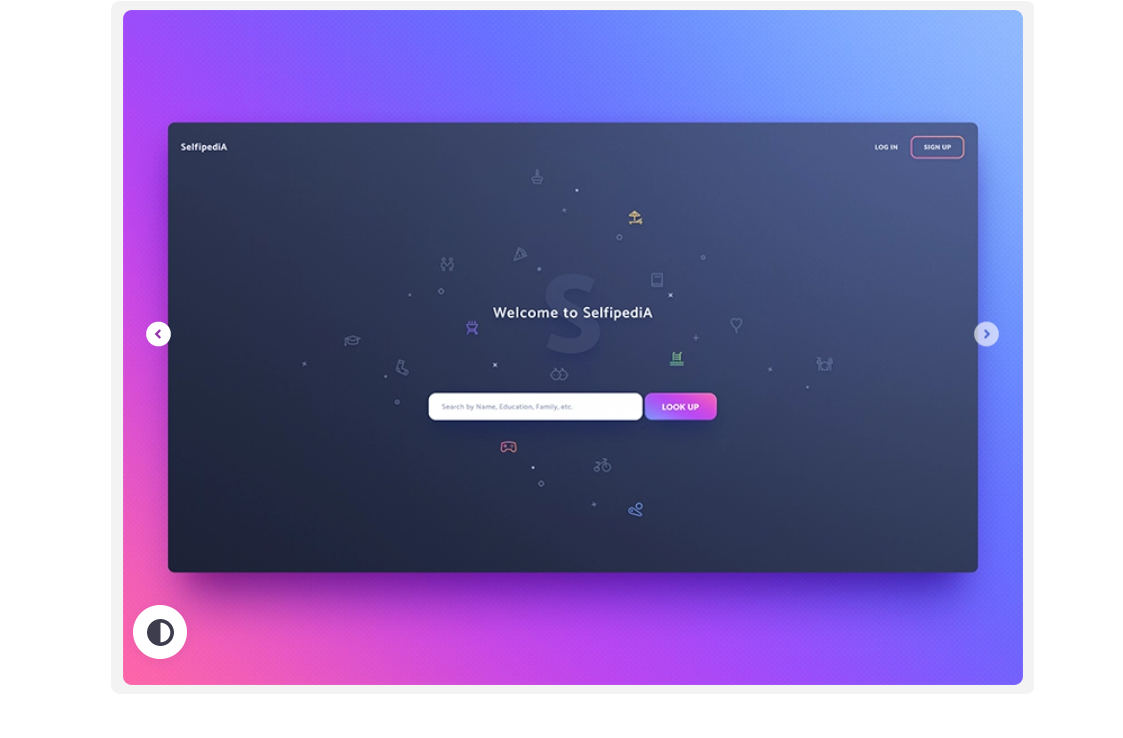 SelfipediA
LOG IN
SIGN UP
S
Welcome to SelfipediA
Search by Name, Education, Family, etc.
LOOK UP